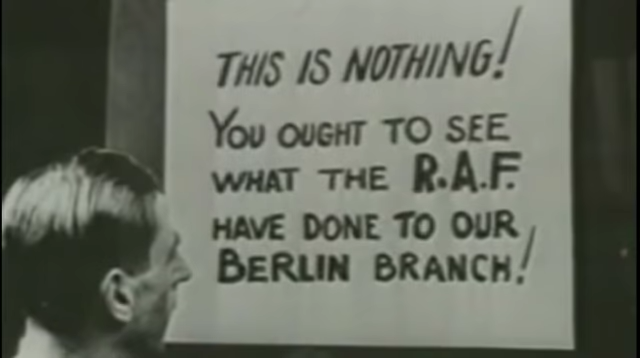 THIS IS NOTHING!
YOU OUGHT TO SEE
WHAT THE R.A.F.
HAVE DONE TO OUR
BERLIN BRANCH!